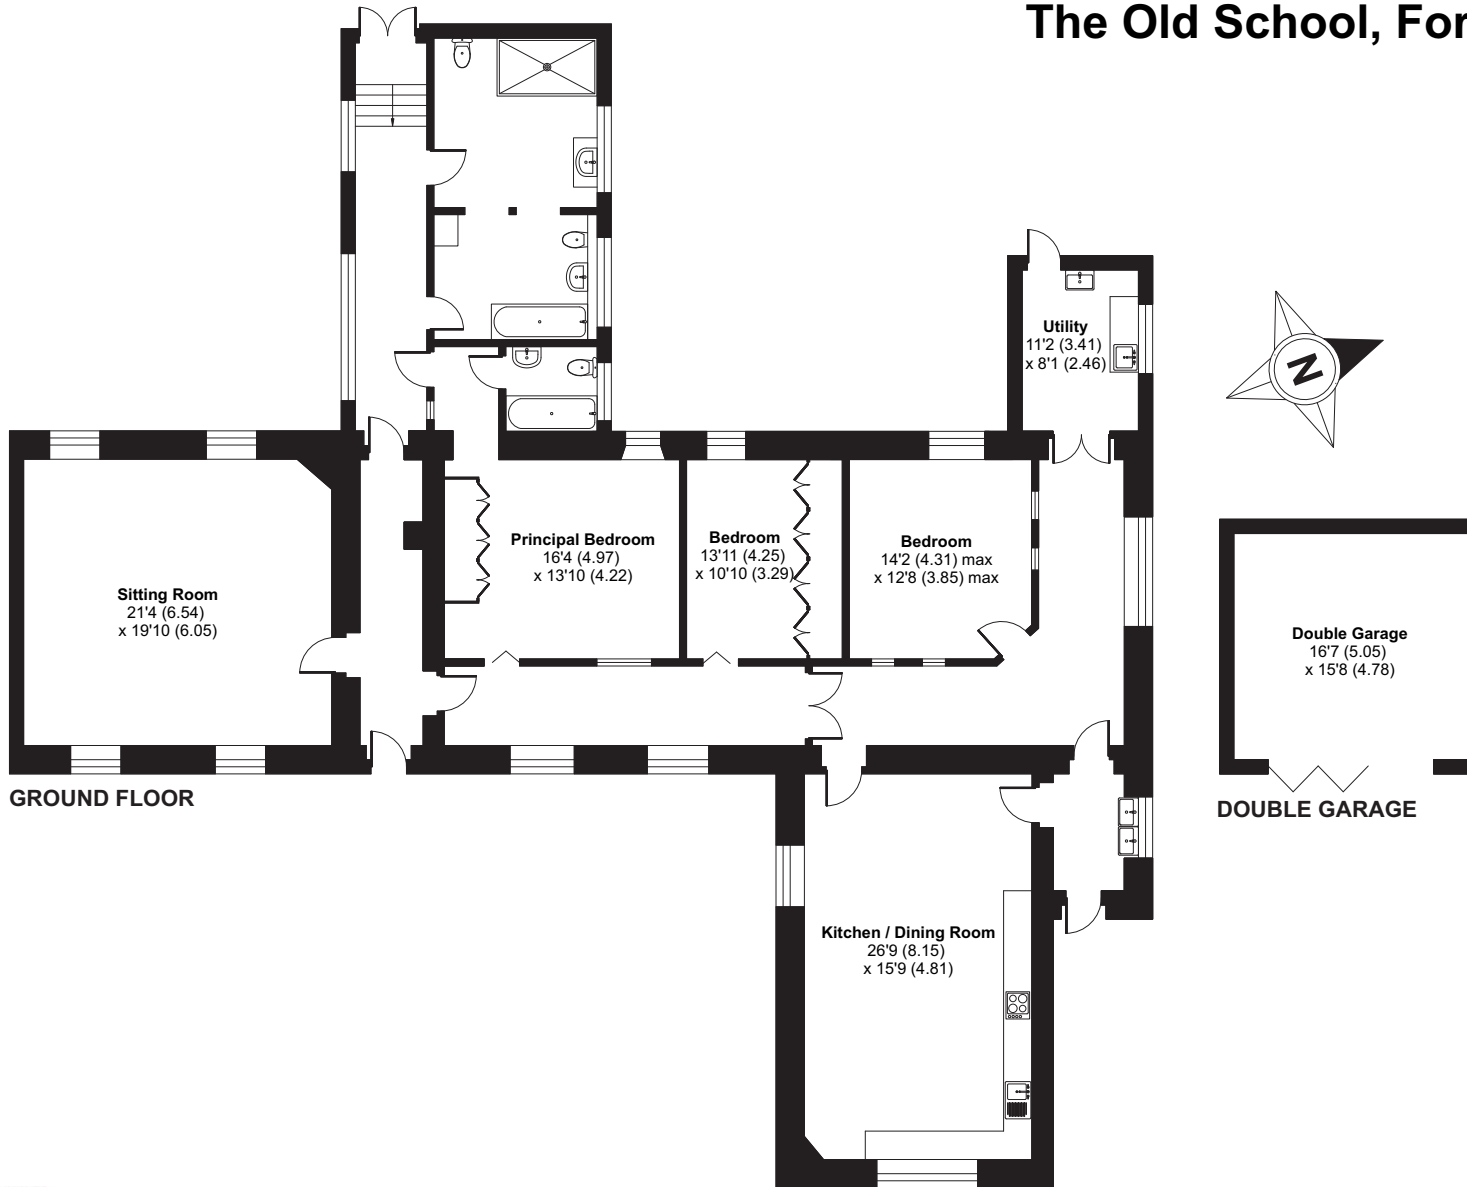 The Old School, For
Utility
11'2 (3.41)
x 8'1 (2.46)
N
Principal Bedroom
16'4 (4.97)
x 13'10 (4.22)
Bedroom
13'11 (4.25)
x 10'10 (3.29)
Bedroom
14'2 (4.31) max
x 12'8 (3.85) max
Sitting Room
21'4 (6.54)
x 19'10 (6.05)
Double Garage
16'7 (5.05)
x 15'8 (4.78)
GROUND FLOOR
DOUBLE GARAGE
Kitchen / Dining Room
26'9 (8.15)
x 15'9 (4.81)